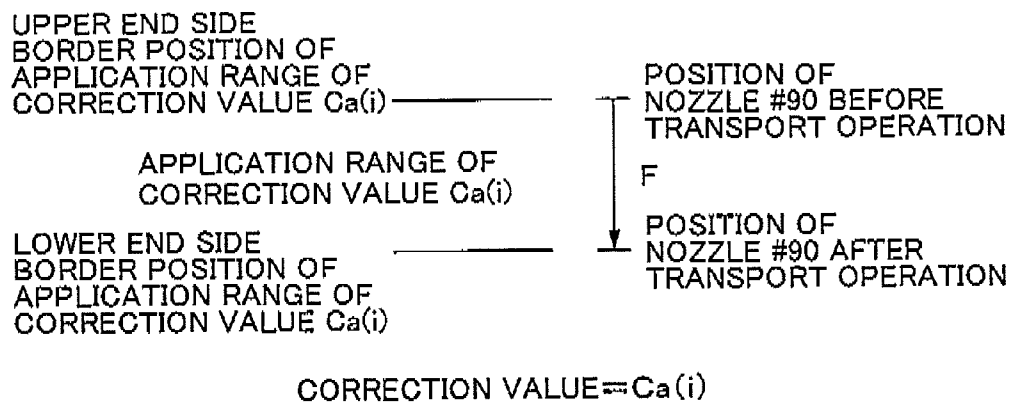 UPPER END SIDE
BORDER POSITION OF
APPLICATION RANGE OF
CORRECTION VALUE Ca(i)
POSITION OF
NOZZLE #90 BEFORE
TRANSPORT OPERATION
APPLICATION RANGE OF
CORRECTION VALUE Ca(i)
F
LOWER END SIDE
BORDER POSITION OF
APPLICATION RANGE OF
CORRECTION VALUE Ca(i)
POSITION OF
NOZZLE #90 AFTER
TRANSPORT OPERATION
CORRECTION VALUE=Ca(i)